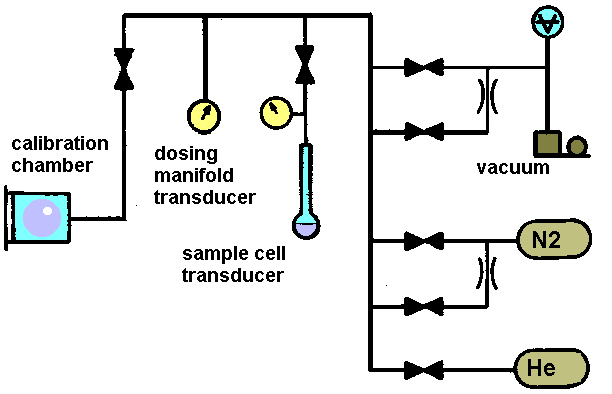 calibration
chamber
dosing
manifold
transducer
sample cell
transducer
vacuum
N2
He